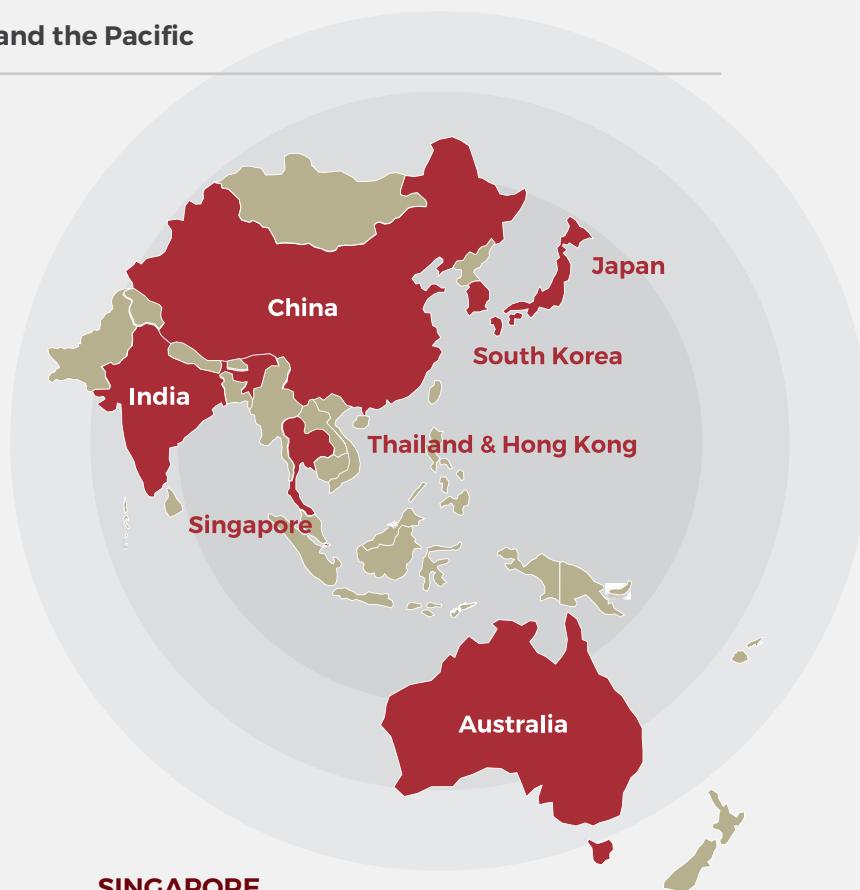 and the Pacific
Japan
China
South Korea
India
Thailand & Hong Kong
Singapore
Australia
SINGAPORE